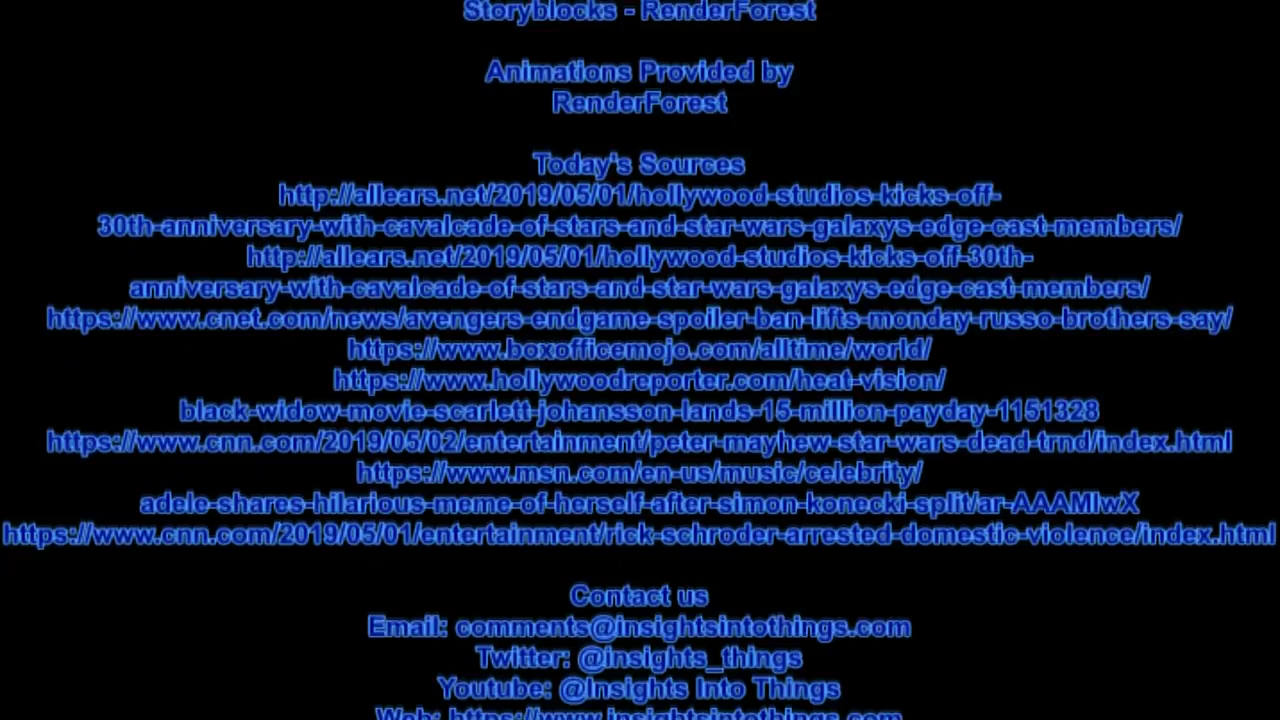 Storyblocks - RenderForest
Animations Provided by
RenderForest
Today's Sources
http://allears.net/2019/05/01/hollywood-studios-kicks-off-
30th-anniversary-with-cavalcade-of-stars-and-star-wars-galaxys-edge-cast-members/
http://allears.net/2019/05/01/hollywood-studios-kicks-off-30th-
anniversary-with-cavalcade-of-stars-and-star-wars-galaxys-edge-cast-members/
https://www.cnet.com/news/avengers-endgame-spoiler-ban-lifts-monday-russo-brothers-say/
https://www.boxofficemojo.com/alltime/world/
https://www.hollywoodreporter.com/heat-vision/
black-widow-movie-scarlett-johansson-lands-15-million-payday-1151328
https://www.cnn.com/2019/05/02/entertainment/peter-mayhew-star-wars-dead-trnd/index.html
https://www.msn.com/en-us/music/celebrity/
adele-shares-hilarious-meme-of-herself-after-simon-konecki-split/ar-AAAMIwX
https://www.cnn.com/2019/05/01/entertainment/rick-schroder-arrested-domestic-violence/index.html
Contact us
Email: comments@insightsintothings.com
Twitter: @insights_things
Youtube: @Insights Into Things
Web: https://www.insightsintothings.com